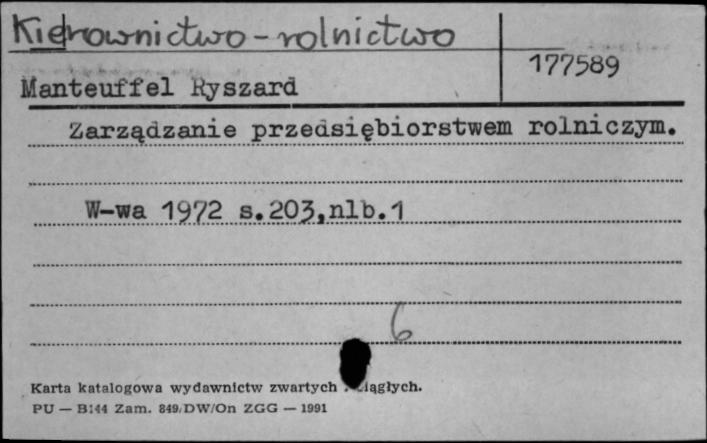 Kierownictwo - rolnictwo
177589
Manteuffel Ryszard
Zarządzanie przedsiębiorstwem rolniczym.
W-wa 1972 s.203,nlb.1
6
Karta katalogowa wydawnictw zwartych ciągłych.
PU — B144 Zam. 849/DW/On ZGG — 1991